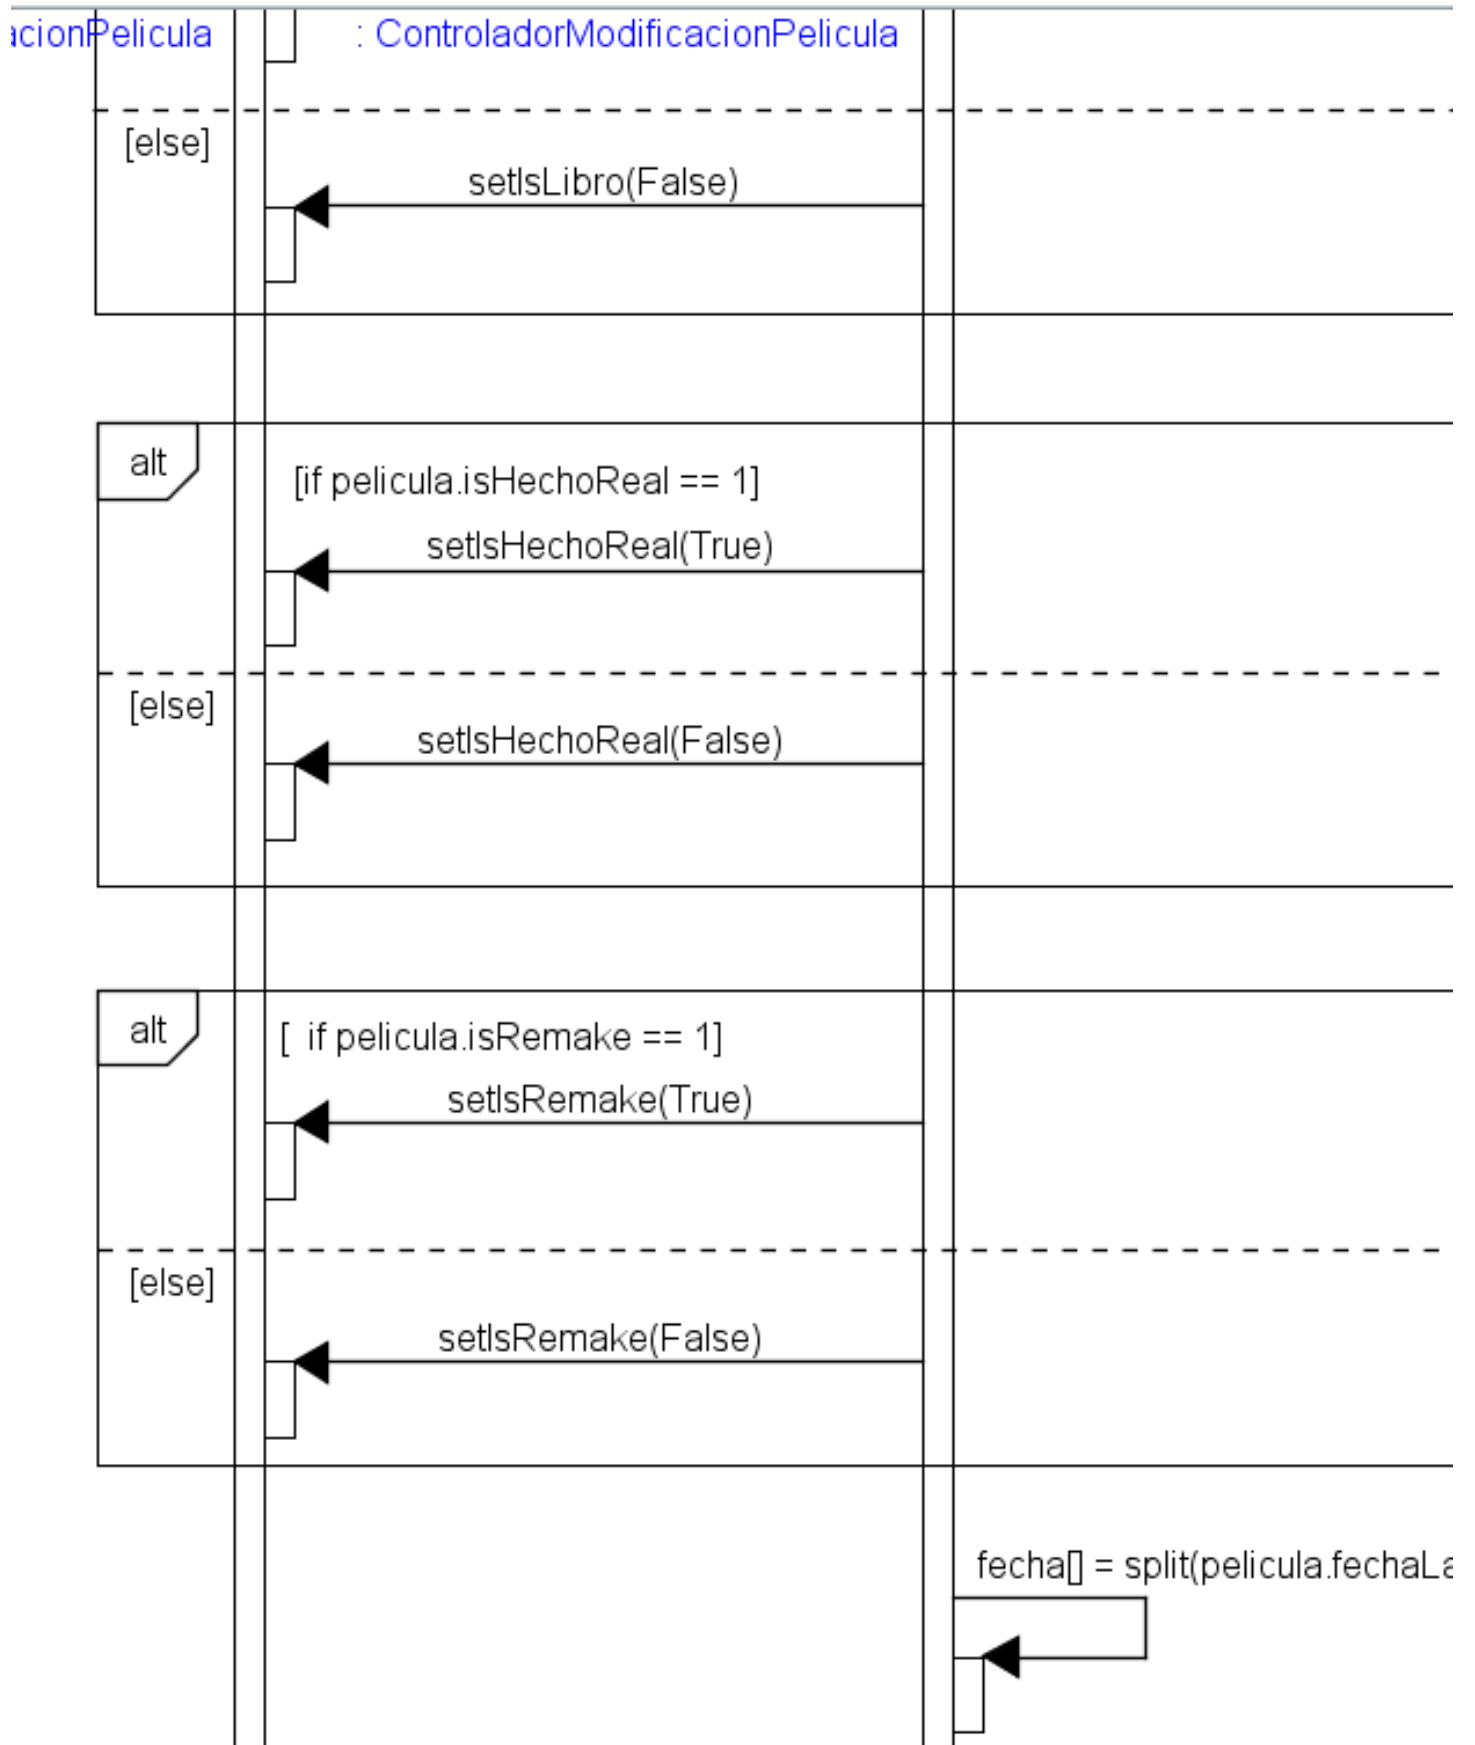 acionPelicula : ControladorModificacionPelicula
[else]
setIsLibro(False)
alt
[if pelicula.isHechoReal == 1]
setIsHechoReal(True)
[else]
setIsHechoReal(False)
alt
[ if pelicula.isRemake == 1]
setIsRemake(True)
[else]
setIsRemake(False)
fecha[] = split(pelicula.fechaLa